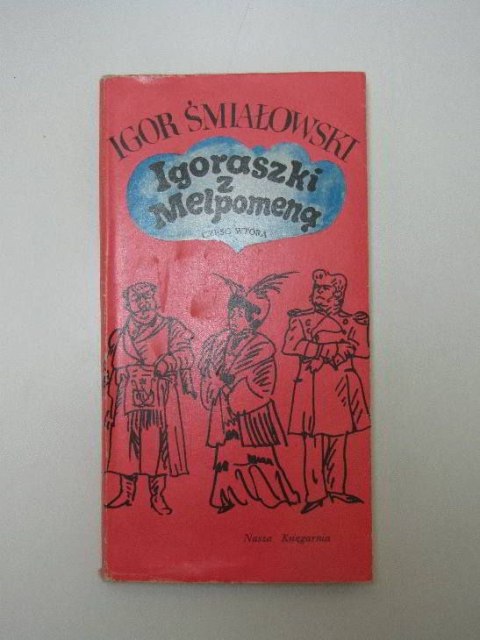 IGOR ŚMIAŁOWSKI
Igoraszki
z
Melpomeną
CZĘŚĆ WTÓRA
Nasza Księgarnia